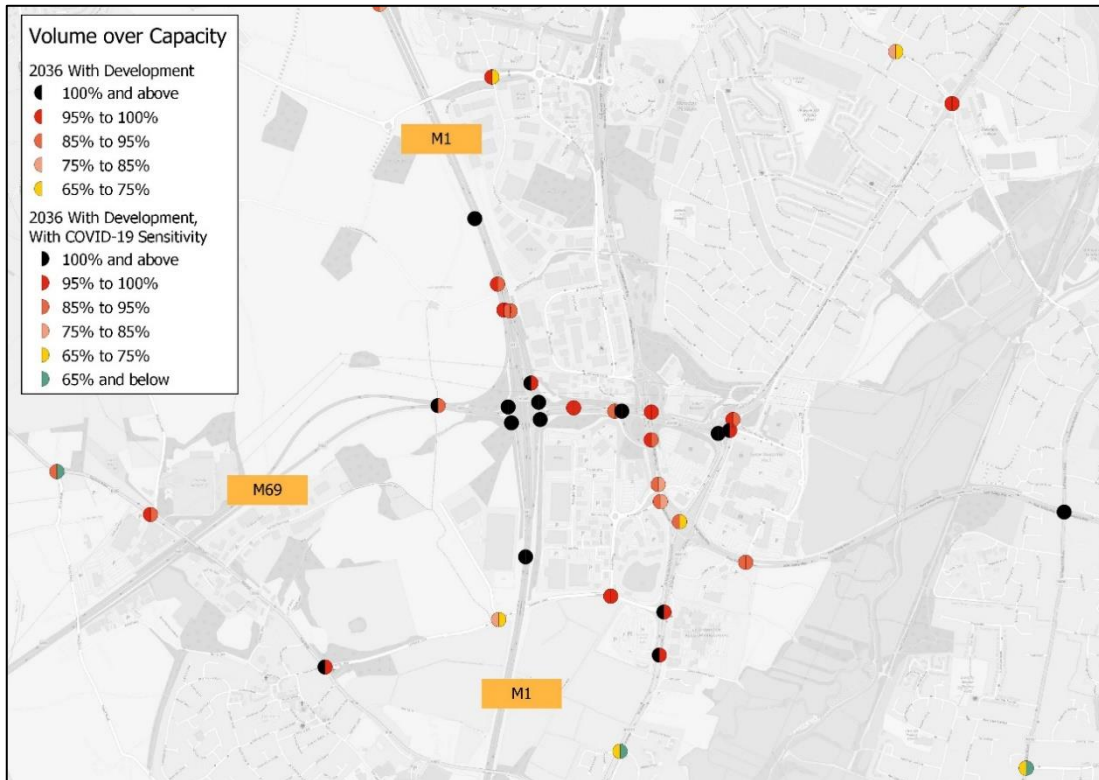 Volume over Capacity
2036 With Development
100% and above
95% to 100%
85% to 95%
75% to 85%
65% to 75%
2036 With Development,
With COVID-19 Sensitivity
100% and above
95% to 100%
85% to 95%
75% to 85%
65% to 75%
65% and below
M1
M69
M1